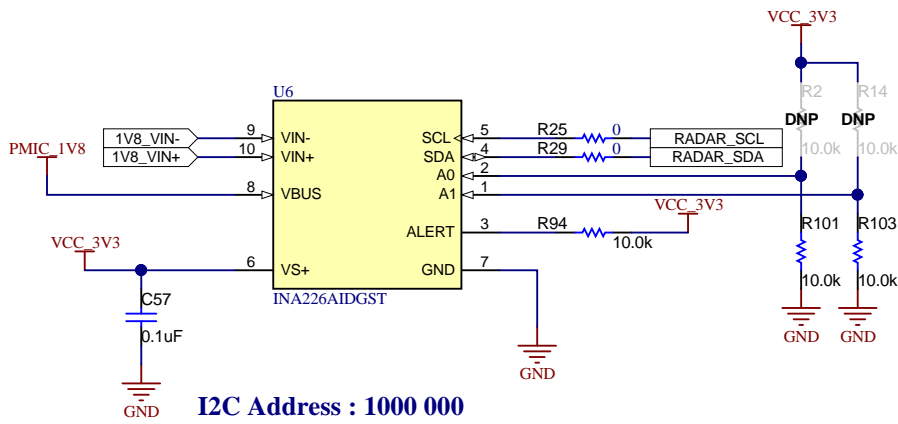 VCC_3V3
U6
R2
R14
DNP
DNP
10.0k
10.0k
1V8_VIN-
9
VIN-
SCL
5
R25
0
RADAR_SCL
PMIC_1V8
1V8_VIN+
10
VIN+
SDA
4
R29
0
RADAR_SDA
A0
2
8
VBUS
A1
1
VCC_3V3
ALERT
3
R94
10.0k
R101
R103
VCC_3V3
6
VS+
GND
7
10.0k
10.0k
INA226AIDGST
C57
0.1uF
GND
GND
GND
GND
I2C Address : 1000 000